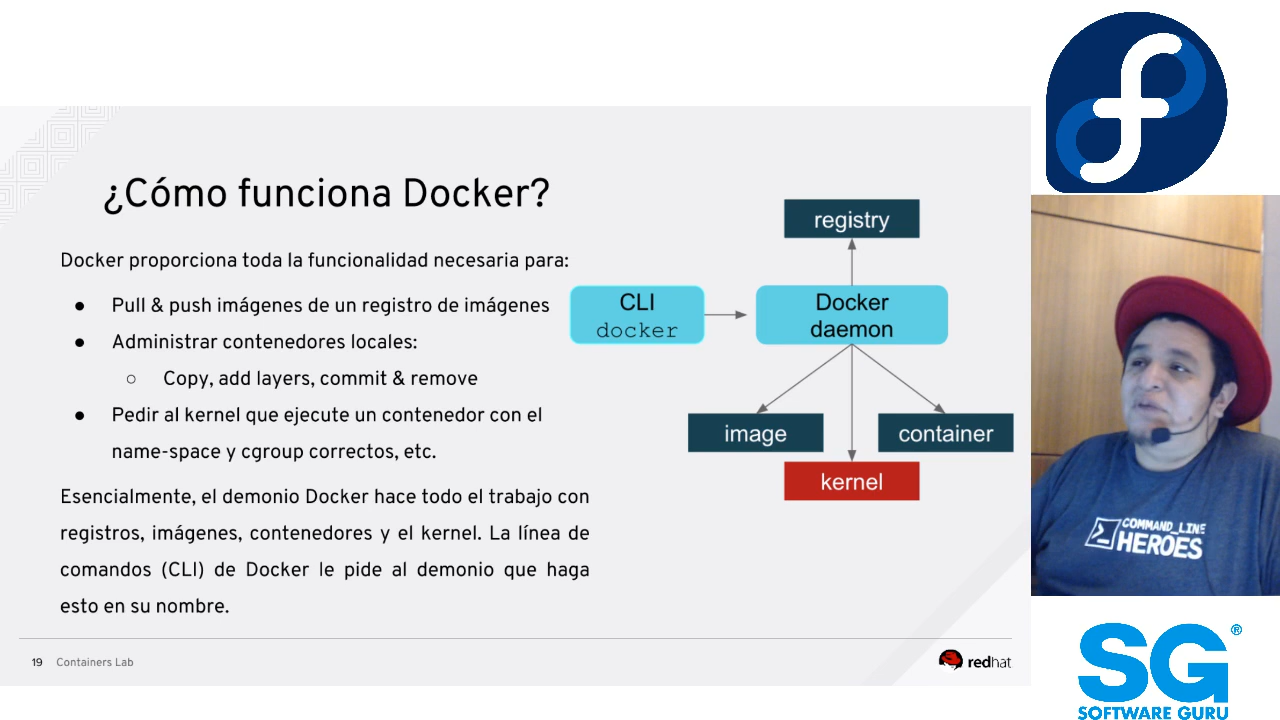 ¿Cómo funciona Docker?
Docker proporciona toda la funcionalidad necesaria para:
● Pull & push imágenes de un registro de imágenes
● Administrar contenedores locales:
○ Copy, add layers, commit & remove
● Pedir al kernel que ejecute un contenedor con el
name-space y cgroup correctos, etc.
Esencialmente, el demonio Docker hace todo el trabajo con
registros, imágenes, contenedores y el kernel. La línea de
comandos (CLI) de Docker le pide al demonio que haga
esto en su nombre.
registry
CLI
docker
Docker
daemon
image
container
kernel
19 Containers Lab
redhat
COMMAND_LINE
HEROES
SG®
SOFTWARE GURU